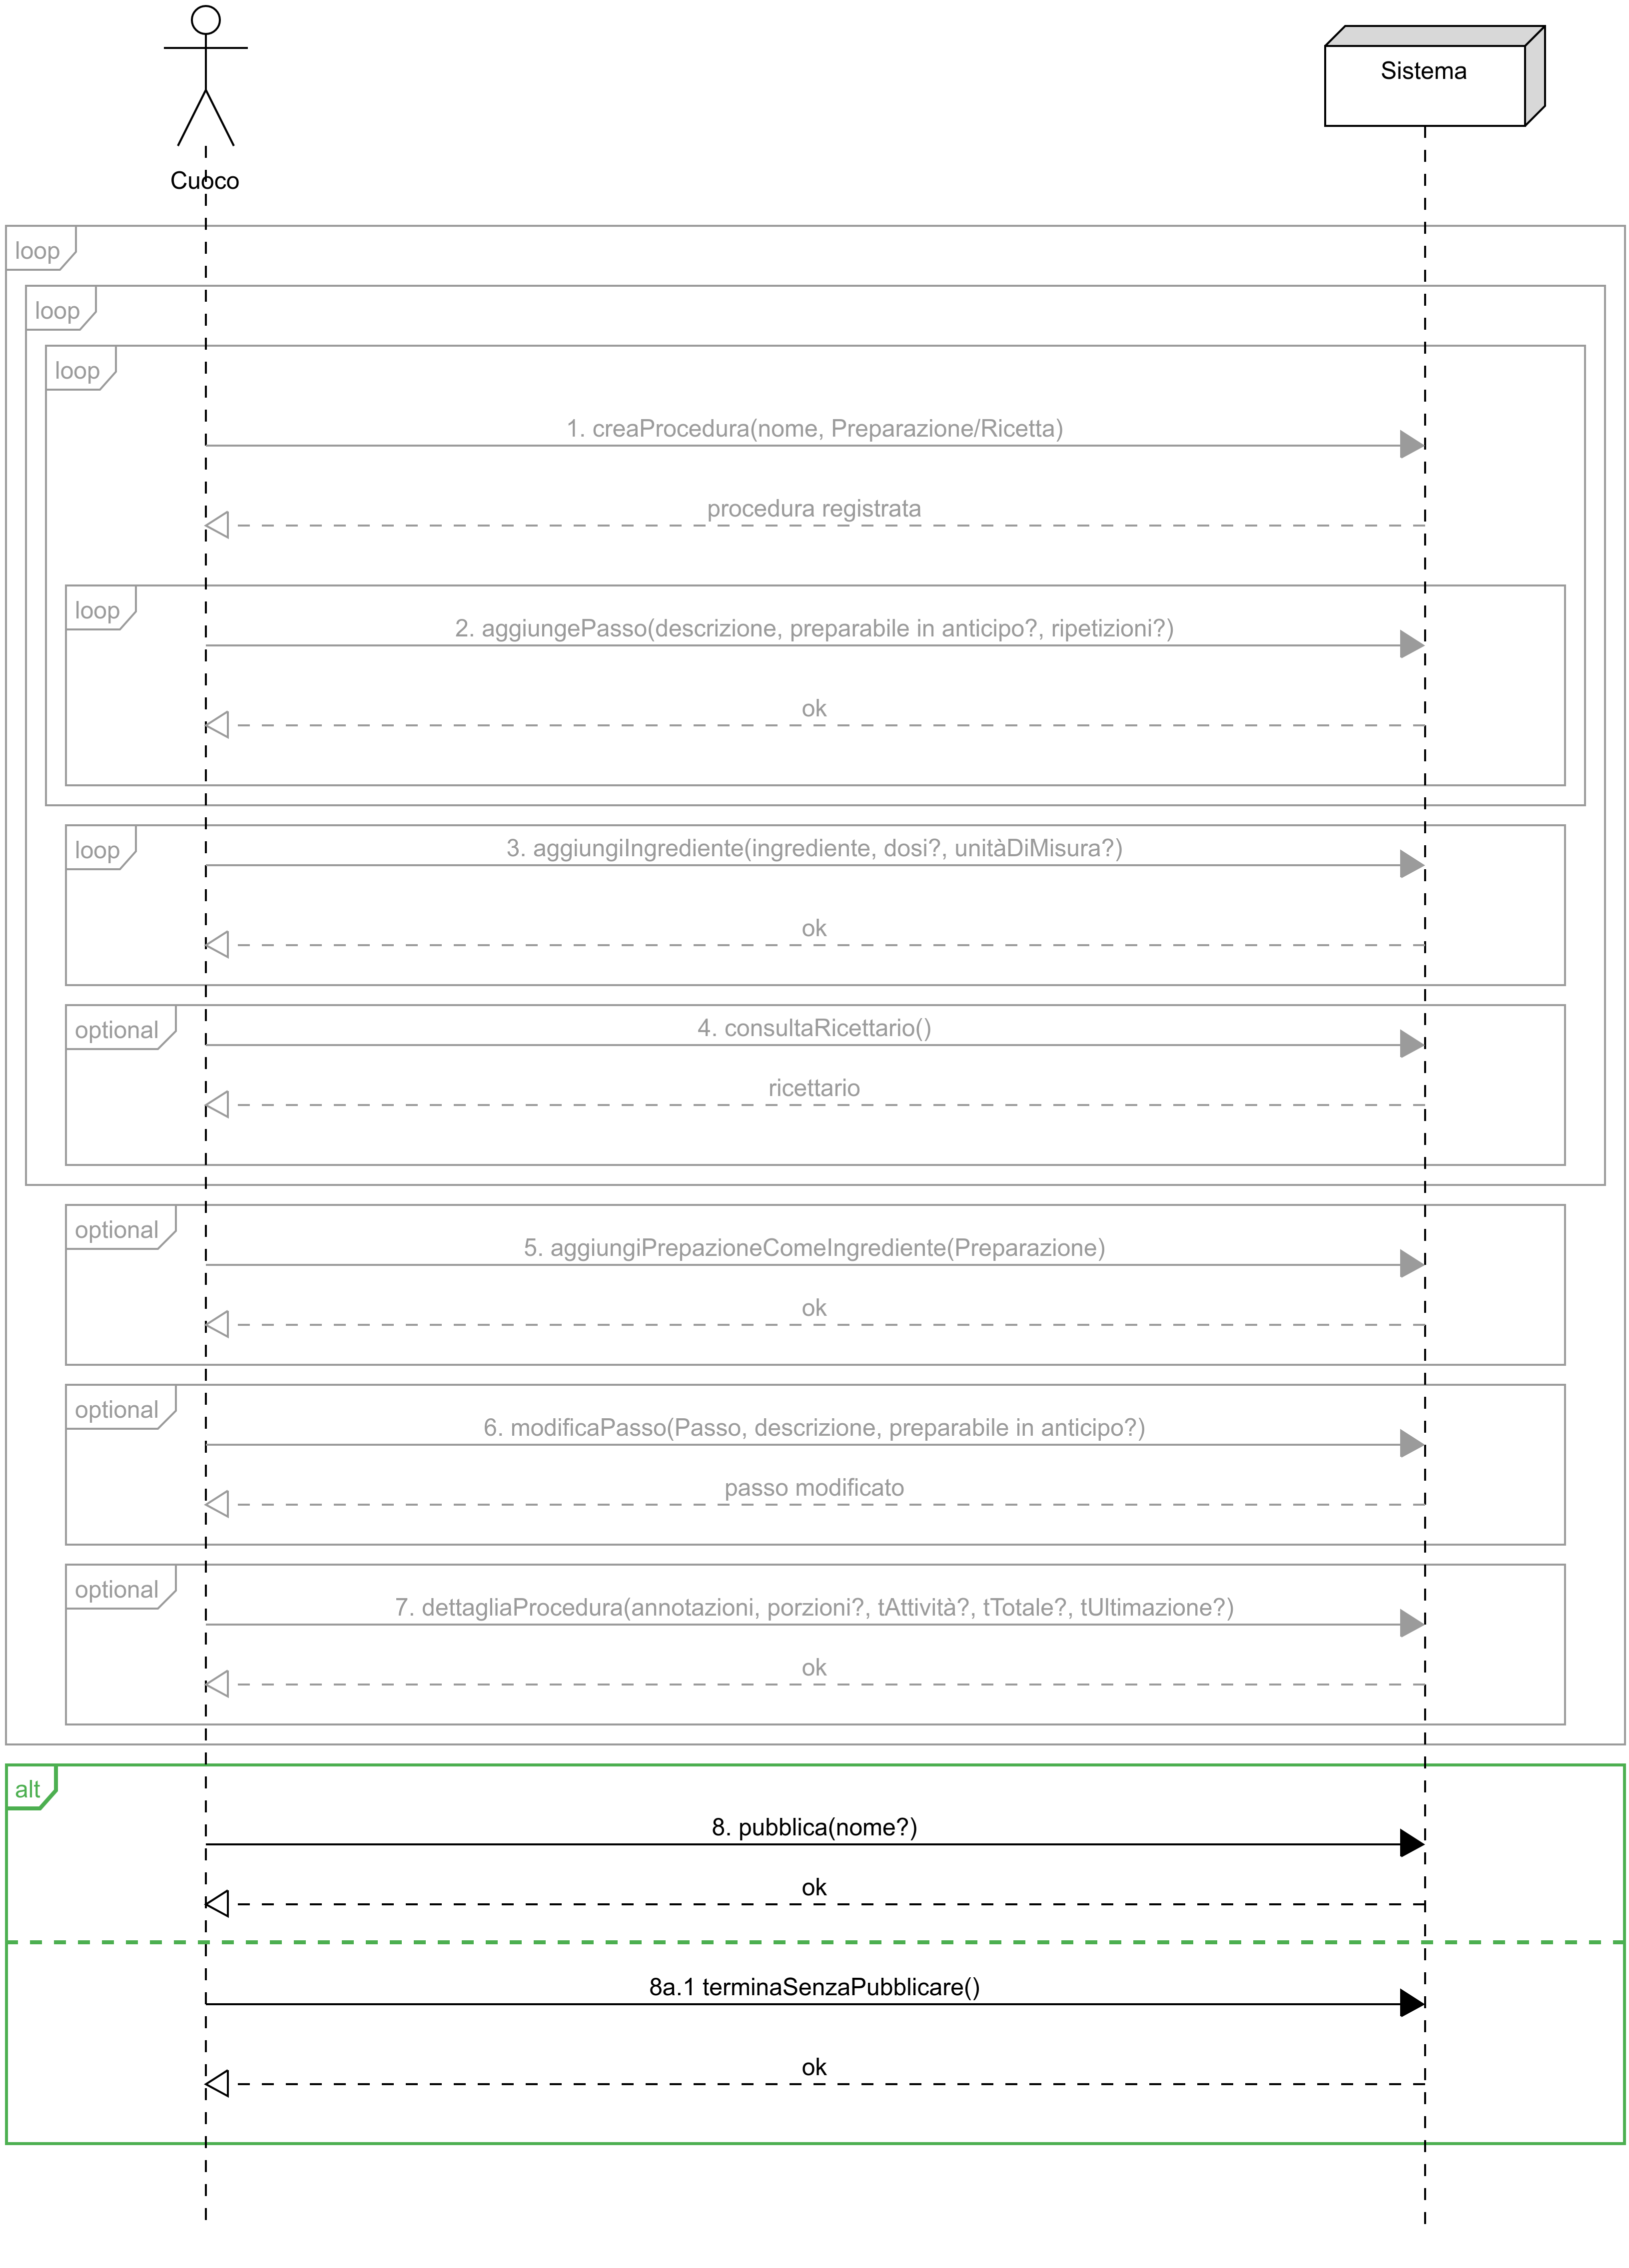 Sistema
Cuoco
loop
loop
loop
1. creaProcedura(nome, Preparazione/Ricetta)
procedura registrata
loop
2. aggiungePasso(descrizione, preparabile in anticipo?, ripetizioni?)
ok
loop
3. aggiungiIngrediente(ingrediente, dosi?, unitàDiMisura?)
ok
optional
4. consultaRicettario()
ricettario
optional
5. aggiungiPrepazioneComeIngrediente(Preparazione)
ok
optional
6. modificaPasso(Passo, descrizione, preparabile in anticipo?)
passo modificato
optional
7. dettagliaProcedura(annotazioni, porzioni?, tAttività?, tTotale?, tUltimazione?)
ok
alt
8. pubblica(nome?)
ok
8a.1 terminaSenzaPubblicare()
ok